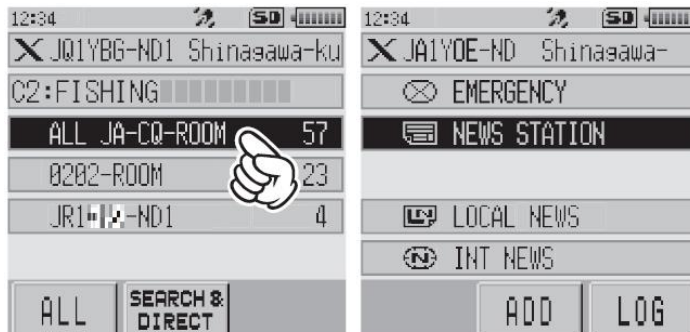 12:34 SD
X JQ1YBG-ND1 Shinagawa-ku
C2:FISHING
ALL JA-CQ-ROOM 57
0202-ROOM 23
JR1 -ND1 4
ALL SEARCH & DIRECT
12:34 SD
X JA1YOE-ND Shinagawa-
EMERGENCY
NEWS STATION
LOCAL NEWS
N INT NEWS
ADD LOG